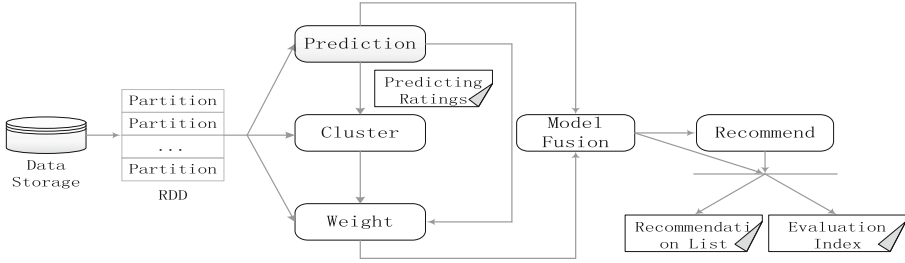 Prediction
Predicting
Ratings
Partition
Partition
...
Partition
RDD
Data
Storage
Cluster
Weight
Model
Fusion
Recommend
Recommendati
on List
Evaluation
Index